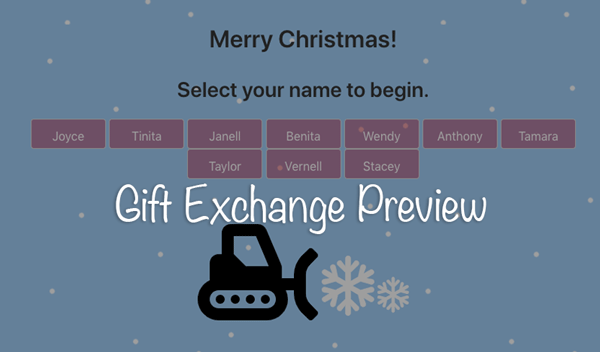 Merry Christmas!
Select your name to begin.
Joyce Tinita Janell Benita Wendy Anthony Tamara
Taylor Vernell Stacey
Gift Exchange Preview